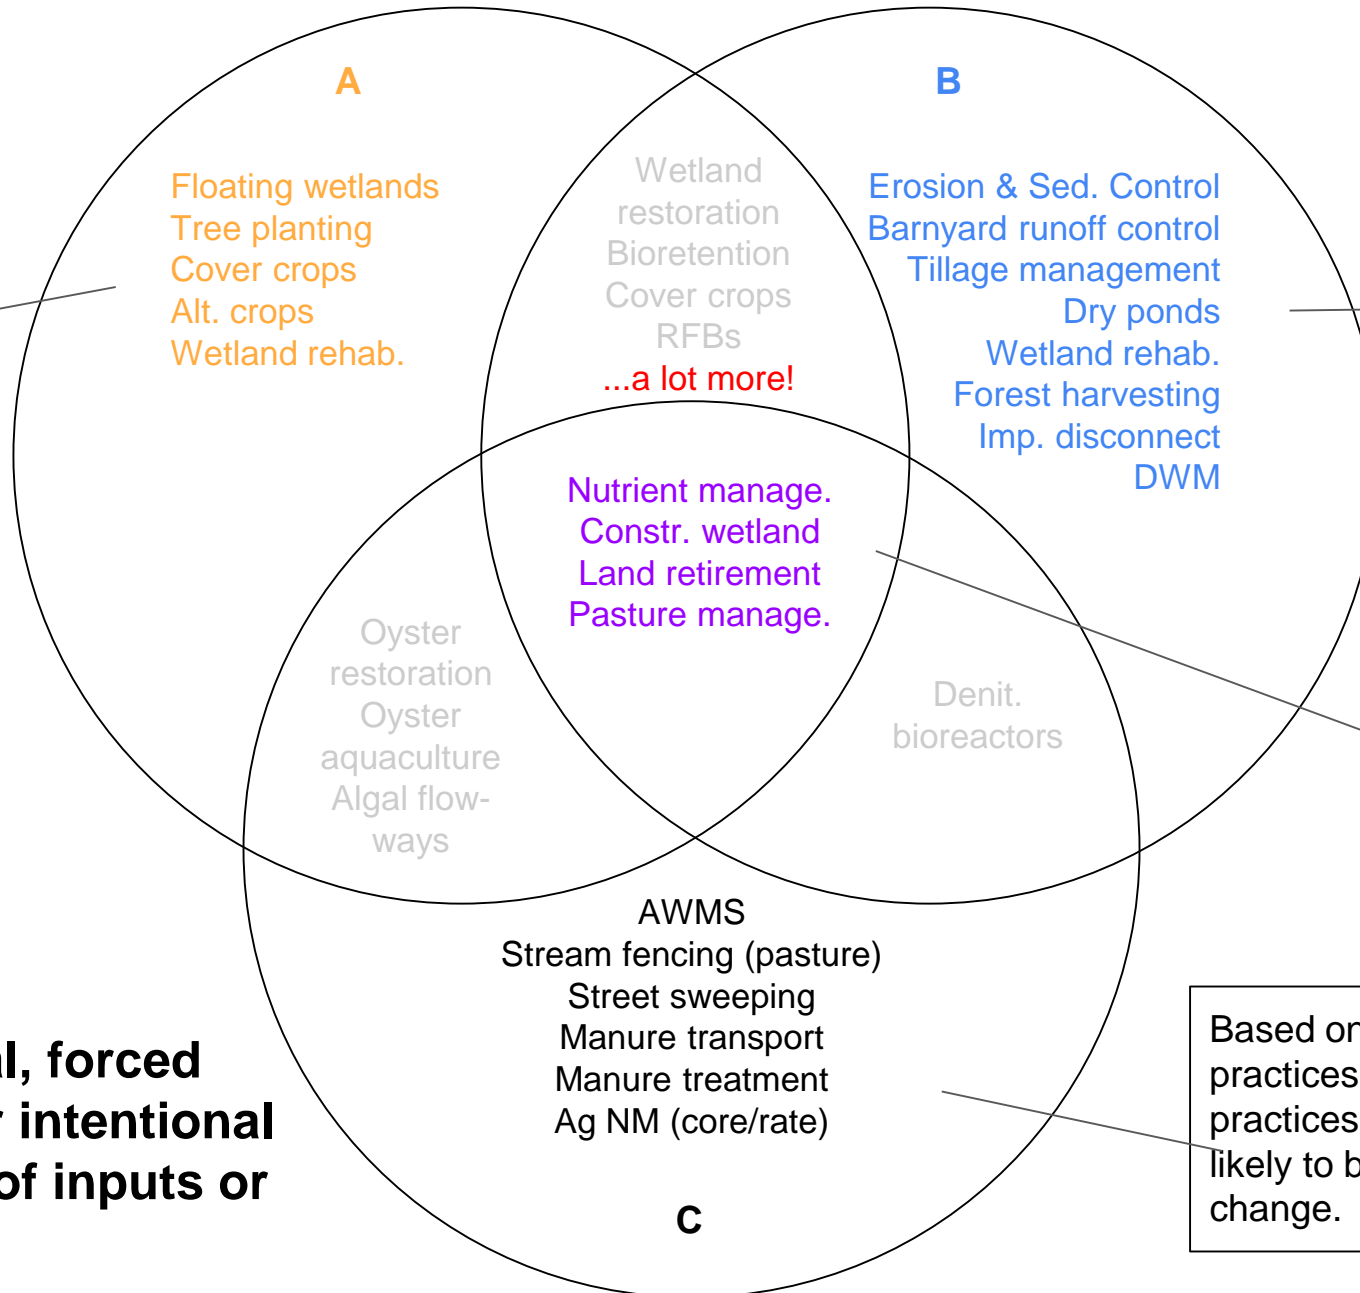 A
B
Floating wetlands
Tree planting
Cover crops
Alt. crops
Wetland rehab.
Wetland
restoration
Bioretention
Cover crops
RFBs
...a lot more!
Erosion & Sed. Control
Barnyard runoff control
Tillage management
Dry ponds
Wetland rehab.
Forest harvesting
Imp. disconnect
DWM
Nutrient manage.
Constr. wetland
Land retirement
Pasture manage.
Oyster
restoration
Oyster
aquaculture
Algal flow-
ways
Denit.
bioreactors
AWMS
Stream fencing (pasture)
Street sweeping
Manure transport
Manure treatment
Ag NM (core/rate)
C
forced
intentional
of inputs or
Based on
practices
practices
likely to
change.